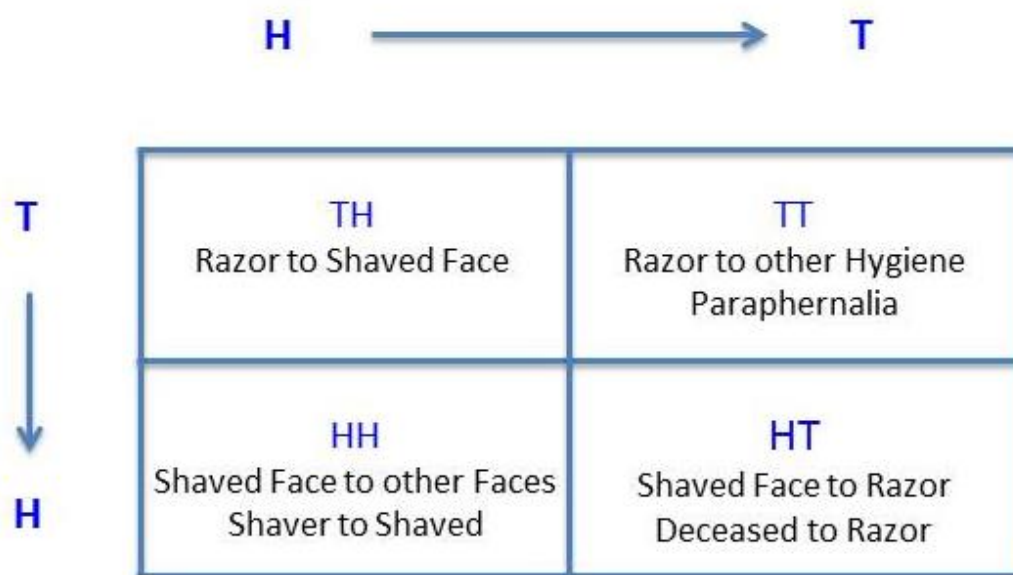 H T
T
TH
Razor to Shaved Face
TT
Razor to other Hygiene
Paraphernalia
H
HH
Shaved Face to other Faces
Shaver to Shaved
HT
Shaved Face to Razor
Deceased to Razor